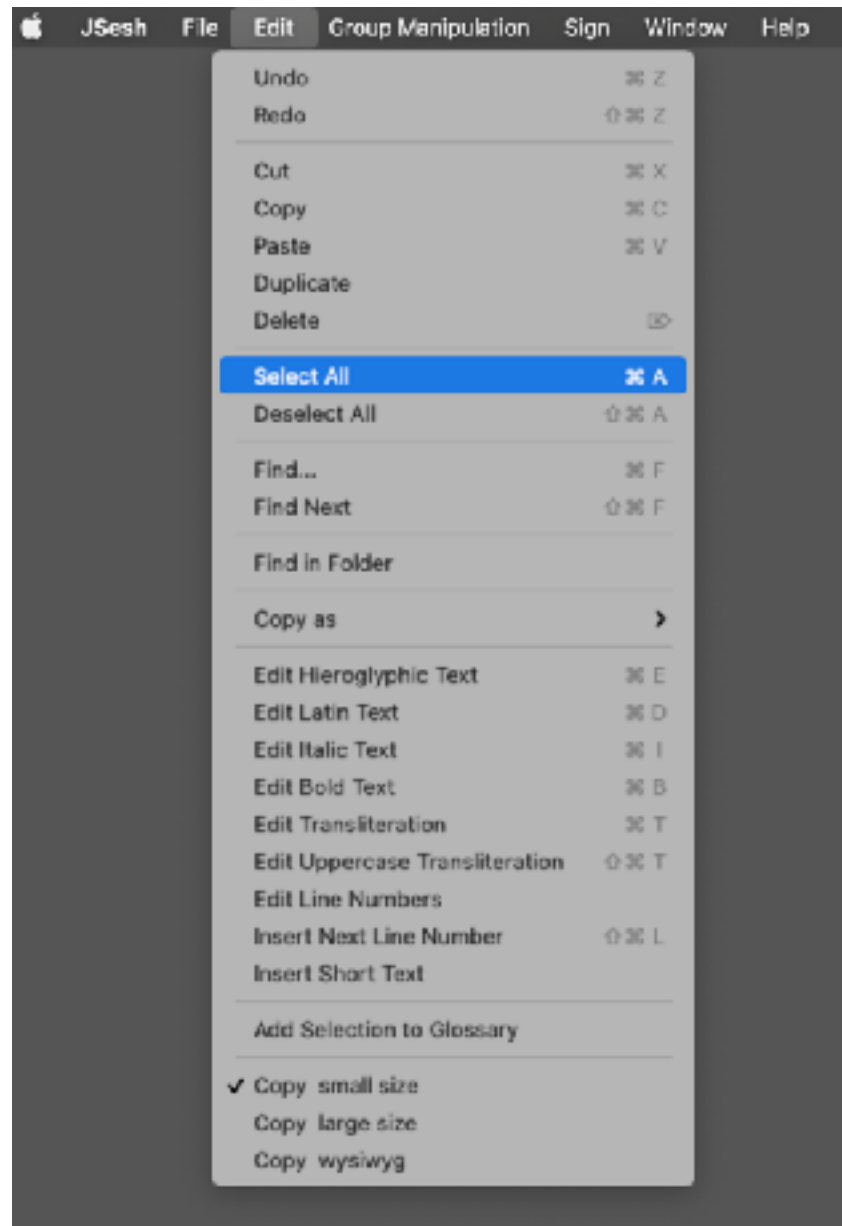 JSesh File Edit Group Manipulation Sign Window Help
Undo ⌘ Z
Redo ⇧ ⌘ Z
Cut ⌘ X
Copy ⌘ C
Paste ⌘ V
Duplicate
Delete ⌦
Select All ⌘ A
Deselect All ⇧ ⌘ A
Find... ⌘ F
Find Next ⇧ ⌘ F
Find in Folder
Copy as
Edit Hieroglyphic Text ⌘ E
Edit Latin Text ⌘ D
Edit Italic Text ⌘ I
Edit Bold Text ⌘ B
Edit Transliteration ⌘ T
Edit Uppercase Transliteration ⇧ ⌘ T
Edit Line Numbers
Insert Next Line Number ⇧ ⌘ L
Insert Short Text
Add Selection to Glossary
✓ Copy small size
Copy large size
Copy wysiwyg